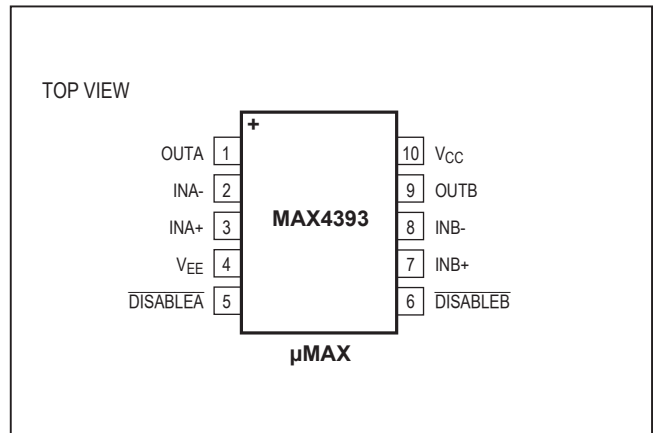 TOP VIEW
+
OUTA 1 10 VCC
INA- 2 9 OUTB
INA+ 3 MAX4393 8 INB-
VEE 4 7 INB+
DISABLEA 5 6 DISABLEB
µMAX